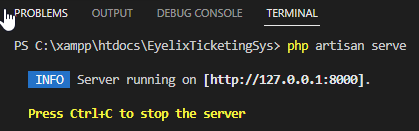 PROBLEMS OUTPUT DEBUG CONSOLE TERMINAL
PS C:\xampp\htdocs\EyelixTicketingSys> php artisan serve
INFO Server running on [http://127.0.0.1:8000].
Press Ctrl+C to stop the server